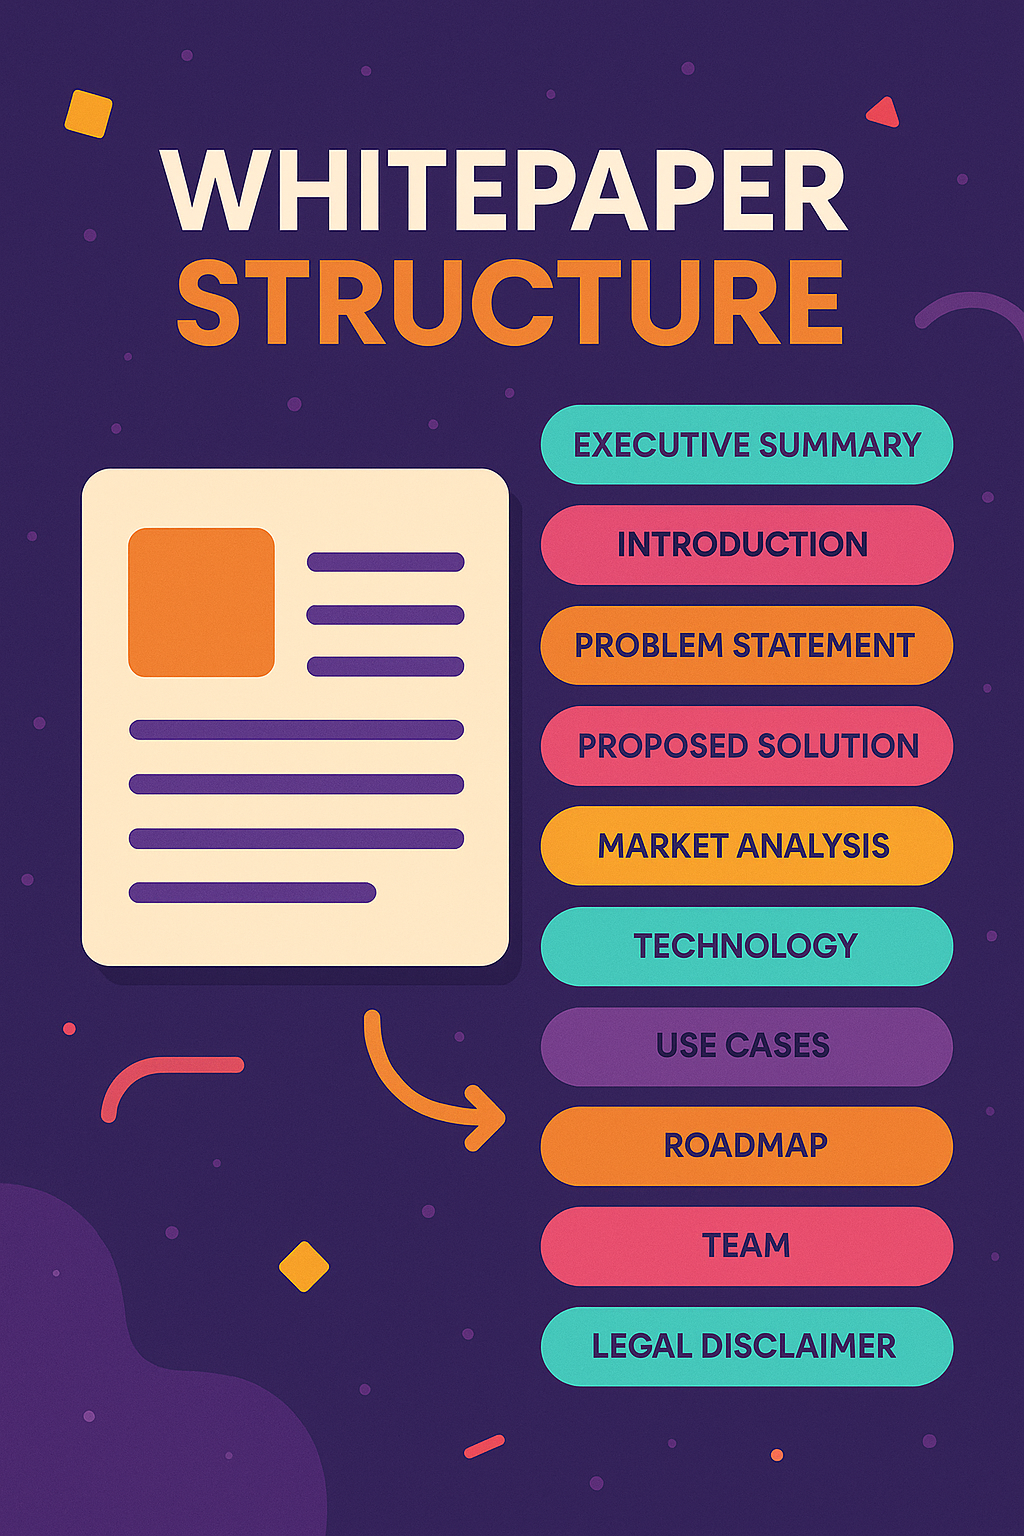 WHITEPAPER
STRUCTURE
EXECUTIVE SUMMARY
INTRODUCTION
PROBLEM STATEMENT
PROPOSED SOLUTION
MARKET ANALYSIS
TECHNOLOGY
USE CASES
ROADMAP
TEAM
LEGAL DISCLAIMER